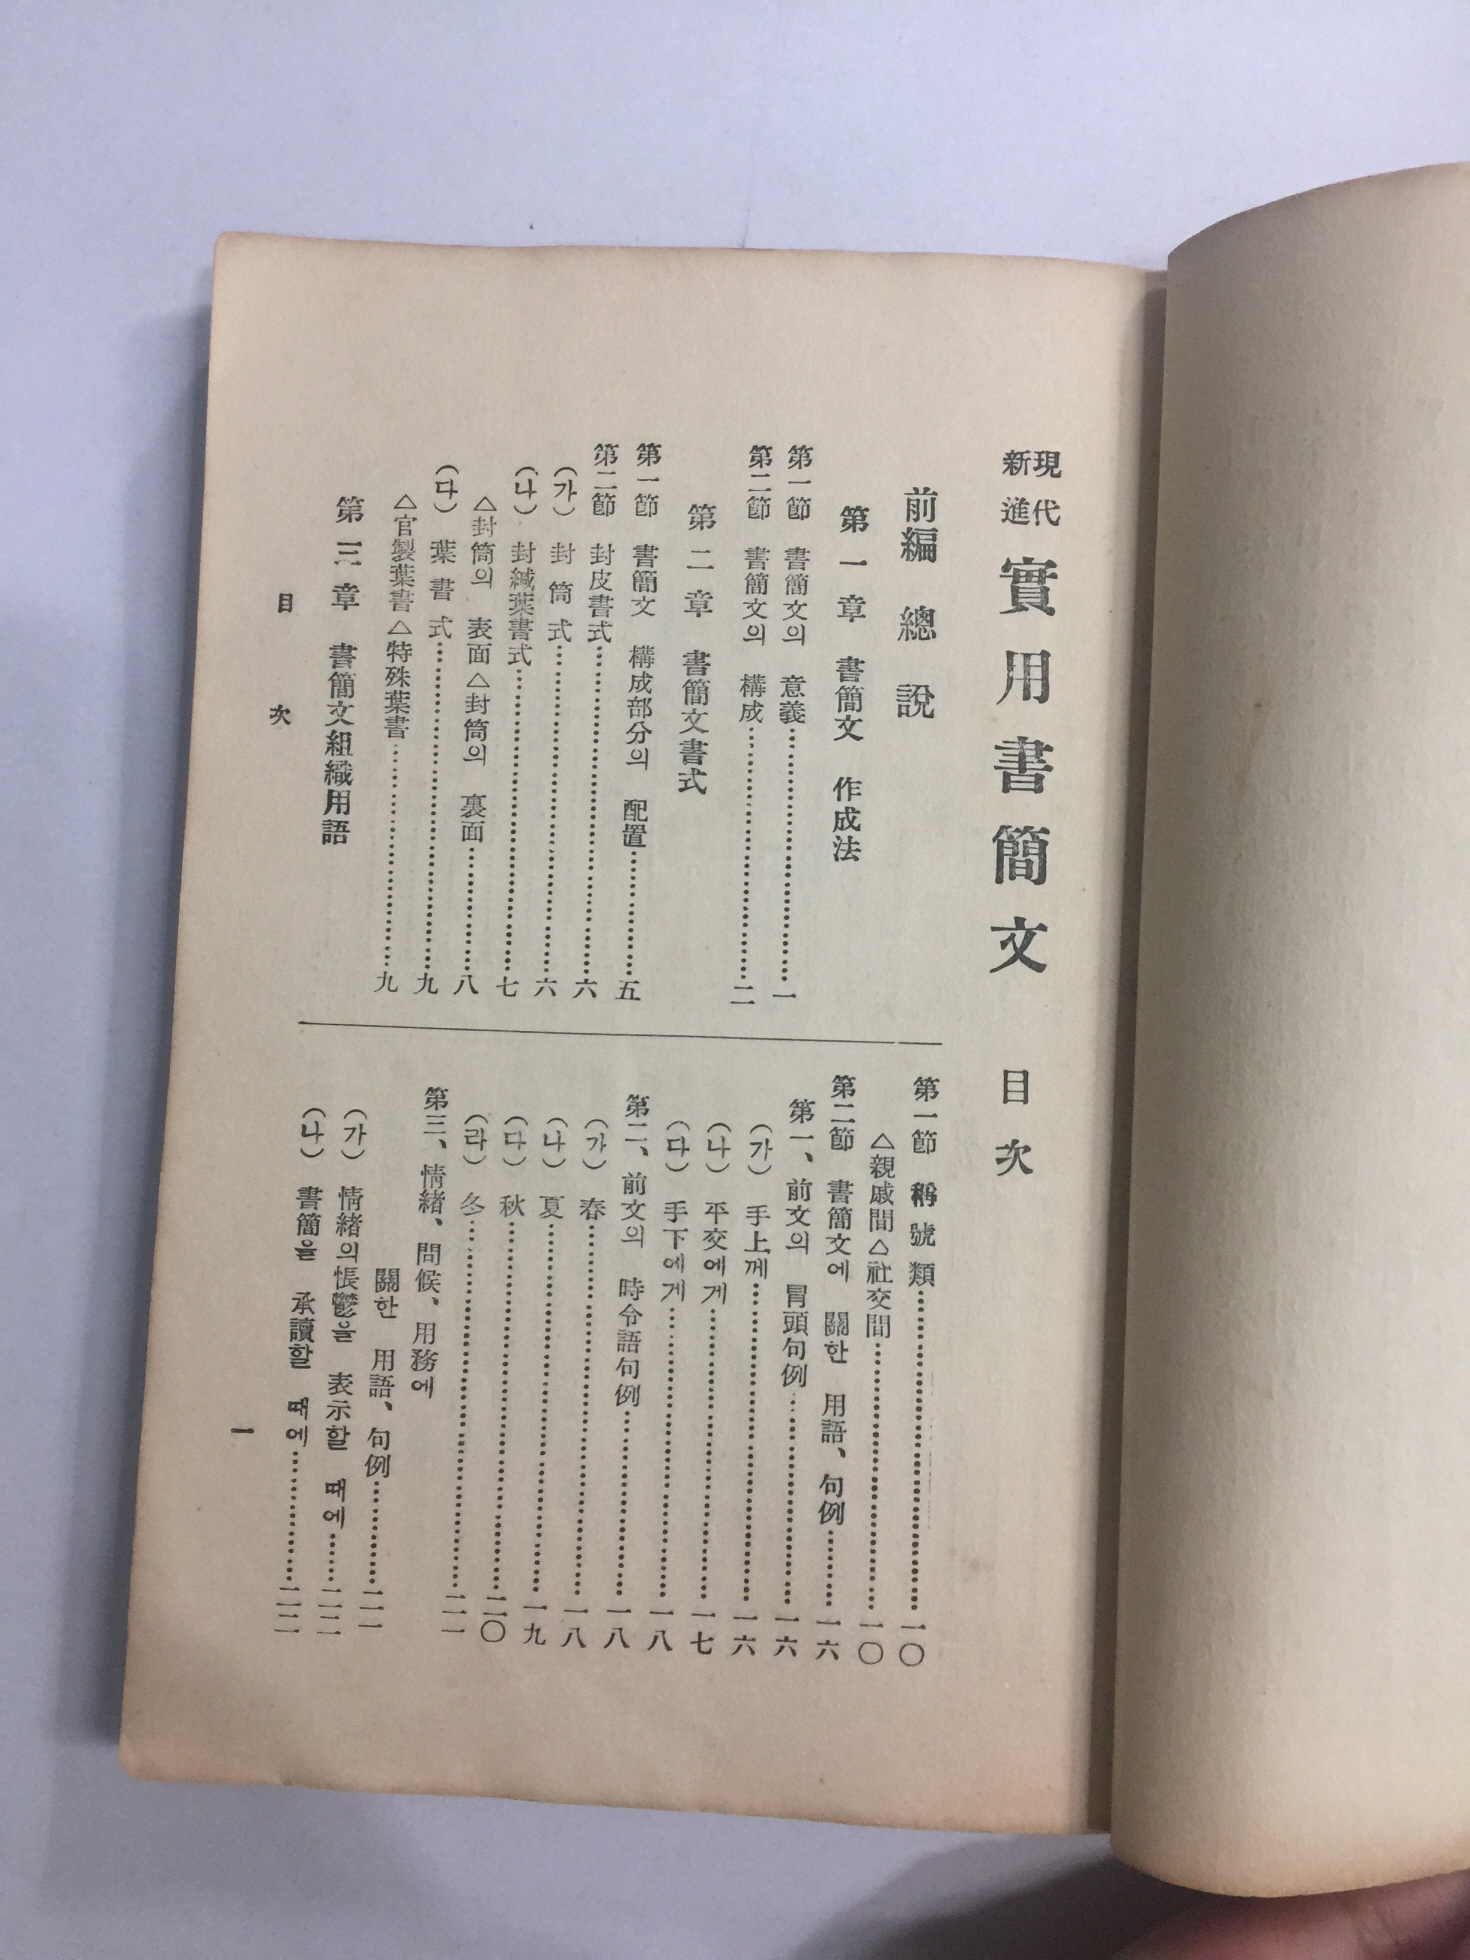 現代
新進
實用書簡文 目次
前編 總說
第一章 書簡文 作成法
第一節 書簡文의 意義……一
第二節 書簡文의 構成……二
第二章 書簡文書式
第一節 書簡文 構成部分의 配置……五
第二節 封皮書式……六
(가) 封筒式……六
(나) 封緘葉書式……七
△封筒의 表面△封筒의 裏面……八
(다) 葉書式……九
△官製葉書△特殊葉書……九
第三章 書簡文組織用語
第一節 稱號類……一〇
△親戚間△社交間……一〇
第二節 書簡文에 關한 用語、句例……一六
第一、前文의 冒頭句例……一六
(가) 手上께……一六
(나) 平交에게……一七
(다) 手下에게……一八
第二、前文의 時令語句例……一八
(가) 春……一八
(나) 夏……一九
(다) 秋……二〇
(라) 冬……二一
第三、情緒、問候、用務에
關한 用語、句例……二一
(가) 情緒의悵鬱을 表示할 때에……二二
(나) 書簡을 承讀할 때에……二二
目次
一